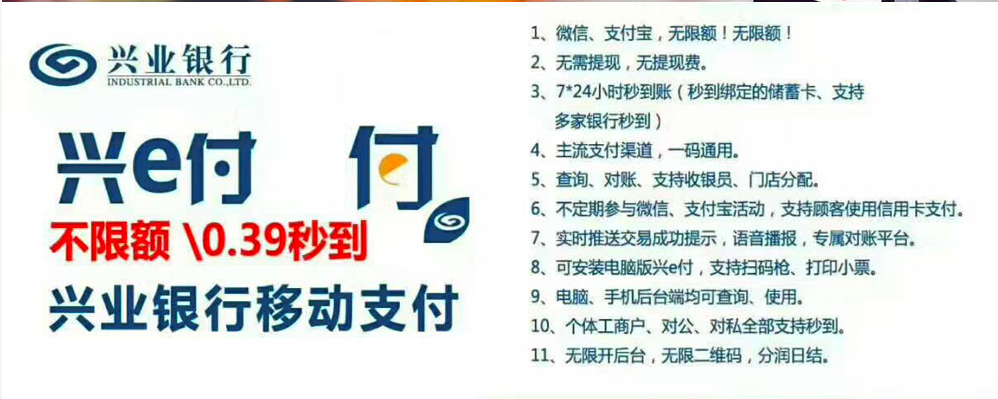 兴业银行
INDUSTRIAL BANK CO.,LTD.
兴e付
付
不限额 \0.39秒到
兴业银行移动支付
1、微信、支付宝，无限额！无限额！
2、无需提现，无提现费。
3、7*24小时秒到账（秒到绑定的储蓄卡、支持
多家银行秒到）
4、主流支付渠道，一码通用。
5、查询、对账、支持收银员、门店分配。
6、不定期参与微信、支付宝活动，支持顾客使用信用卡支付。
7、实时推送交易成功提示，语音播报，专属对账平台。
8、可安装电脑版兴e付，支持扫码枪、打印小票。
9、电脑、手机后台端均可查询、使用。
10、个体工商户、对公、对私全部支持秒到。
11、无限开后台，无限二维码，分润日结。